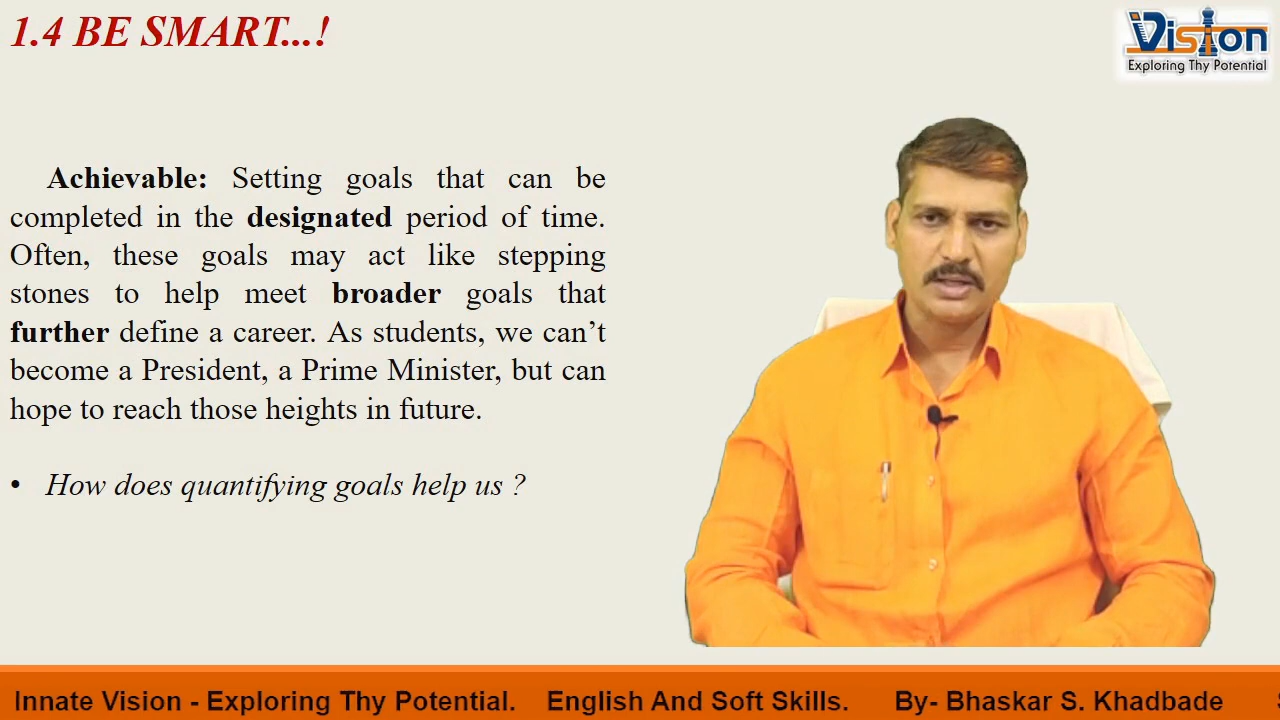 1.4 BE SMART...!
Vision
Exploring Thy Potential
Achievable: Setting goals that can be
completed in the designated period of time.
Often, these goals may act like stepping
stones to help meet broader goals that
further define a career. As students, we can’t
become a President, a Prime Minister, but can
hope to reach those heights in future.
• How does quantifying goals help us ?
Innate Vision - Exploring Thy Potential. English And Soft Skills. By- Bhaskar S. Khadbade